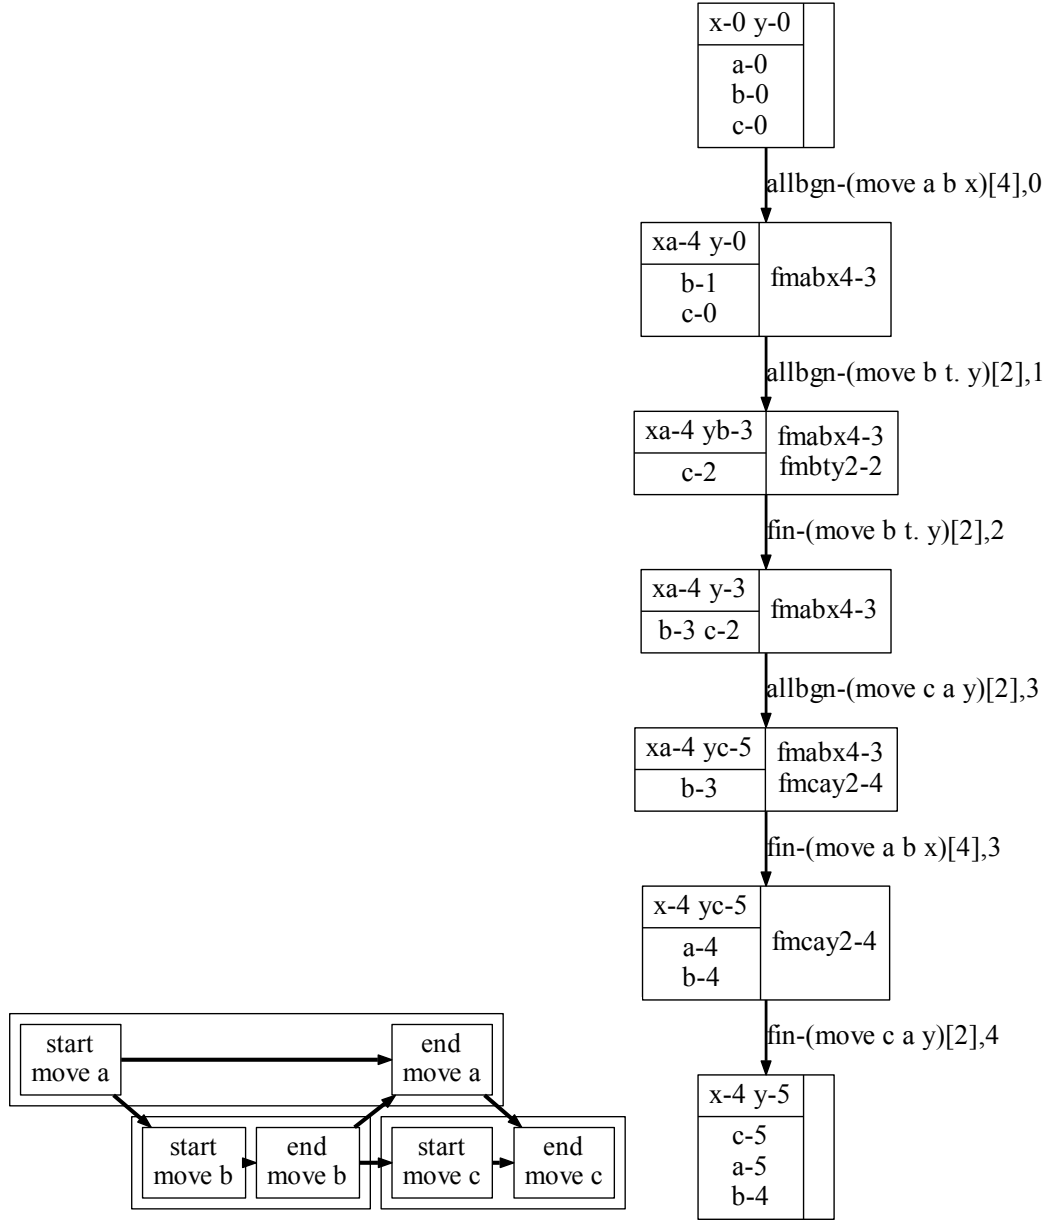 x-0 y-0
a-0
b-0
c-0
allbgn-(move a b x)[4],0
xa-4 y-0
b-1
c-0
fmabx4-3
allbgn-(move b t. y)[2],1
xa-4 yb-3
c-2
fmabx4-3
fmbty2-2
fin-(move b t. y)[2],2
xa-4 y-3
b-3 c-2
fmabx4-3
allbgn-(move c a y)[2],3
xa-4 yc-5
b-3
fmabx4-3
fmcay2-4
fin-(move a b x)[4],3
x-4 yc-5
a-4
b-4
fmcay2-4
fin-(move c a y)[2],4
x-4 y-5
c-5
a-5
b-4
start
move a
end
move a
start
move b
end
move b
start
move c
end
move c